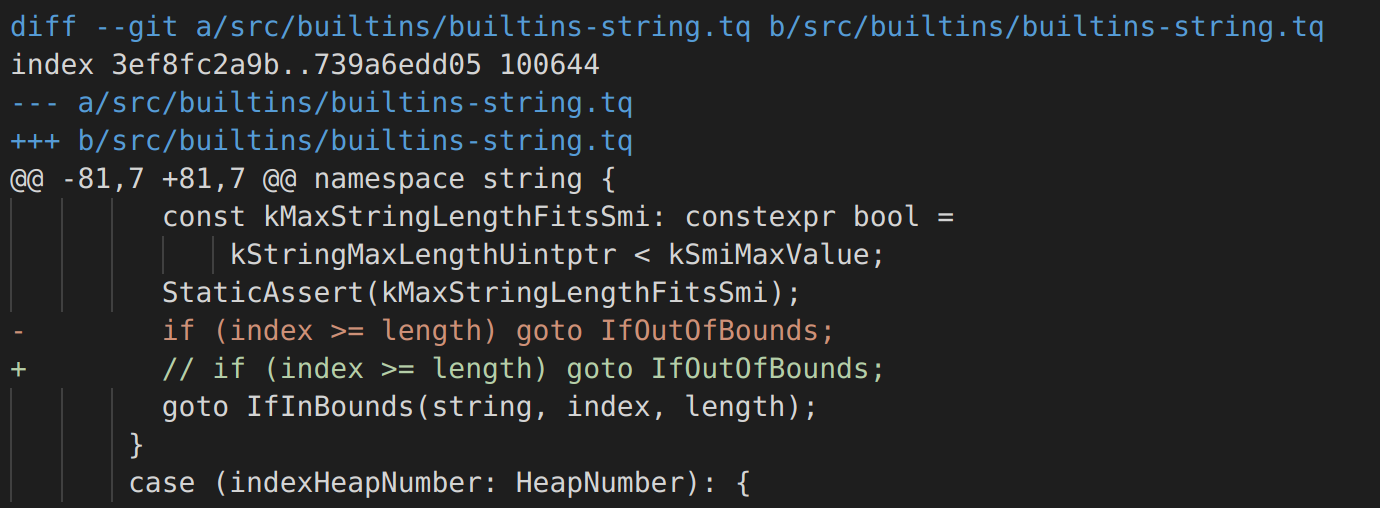 diff --git a/src/builtins/builtins-string.tq b/src/builtins/builtins-string.tq
index 3ef8fc2a9b..739a6edd05 100644
--- a/src/builtins/builtins-string.tq
+++ b/src/builtins/builtins-string.tq
@@ -81,7 +81,7 @@ namespace string {
         const kMaxStringLengthFitsSmi: constexpr bool =
             kStringMaxLengthUintptr < kSmiMaxValue;
         StaticAssert(kMaxStringLengthFitsSmi);
-        if (index >= length) goto IfOutOfBounds;
+        // if (index >= length) goto IfOutOfBounds;
         goto IfInBounds(string, index, length);
       }
       case (indexHeapNumber: HeapNumber): {